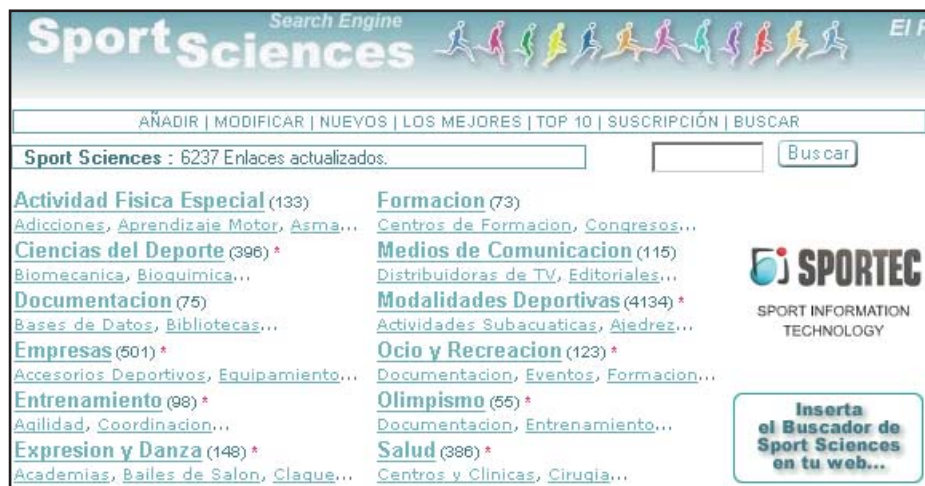 Search Engine
Sport Sciences
El
AÑADIR | MODIFICAR | NUEVOS | LOS MEJORES | TOP 10 | SUSCRIPCIÓN | BUSCAR
Sport Sciences : 6237 Enlaces actualizados.
Buscar
Actividad Fisica Especial (133)
Adicciones, Aprendizaje Motor, Asma...
Ciencias del Deporte (396) *
Biomecanica, Bioquimica...
Documentacion (75)
Bases de Datos, Bibliotecas...
Empresas (501) *
Accesorios Deportivos, Equipamiento...
Entrenamiento (98) *
Agilidad, Coordinacion...
Expresion y Danza (148) *
Academias, Bailes de Salon, Claque...
Formacion (73)
Centros de Formacion, Congresos...
Medios de Comunicacion (115)
Distribuidoras de TV, Editoriales...
Modalidades Deportivas (4134) *
Actividades Subacuaticas, Ajedrez...
Ocio y Recreacion (123) *
Documentacion, Eventos, Formacion...
Olimpismo (55) *
Documentacion, Entrenamiento...
Salud (386) *
Centros y Clinicas, Cirugia...
SPORTEC
SPORT INFORMATION
TECHNOLOGY
Inserta
el Buscador de
Sport Sciences
en tu web...